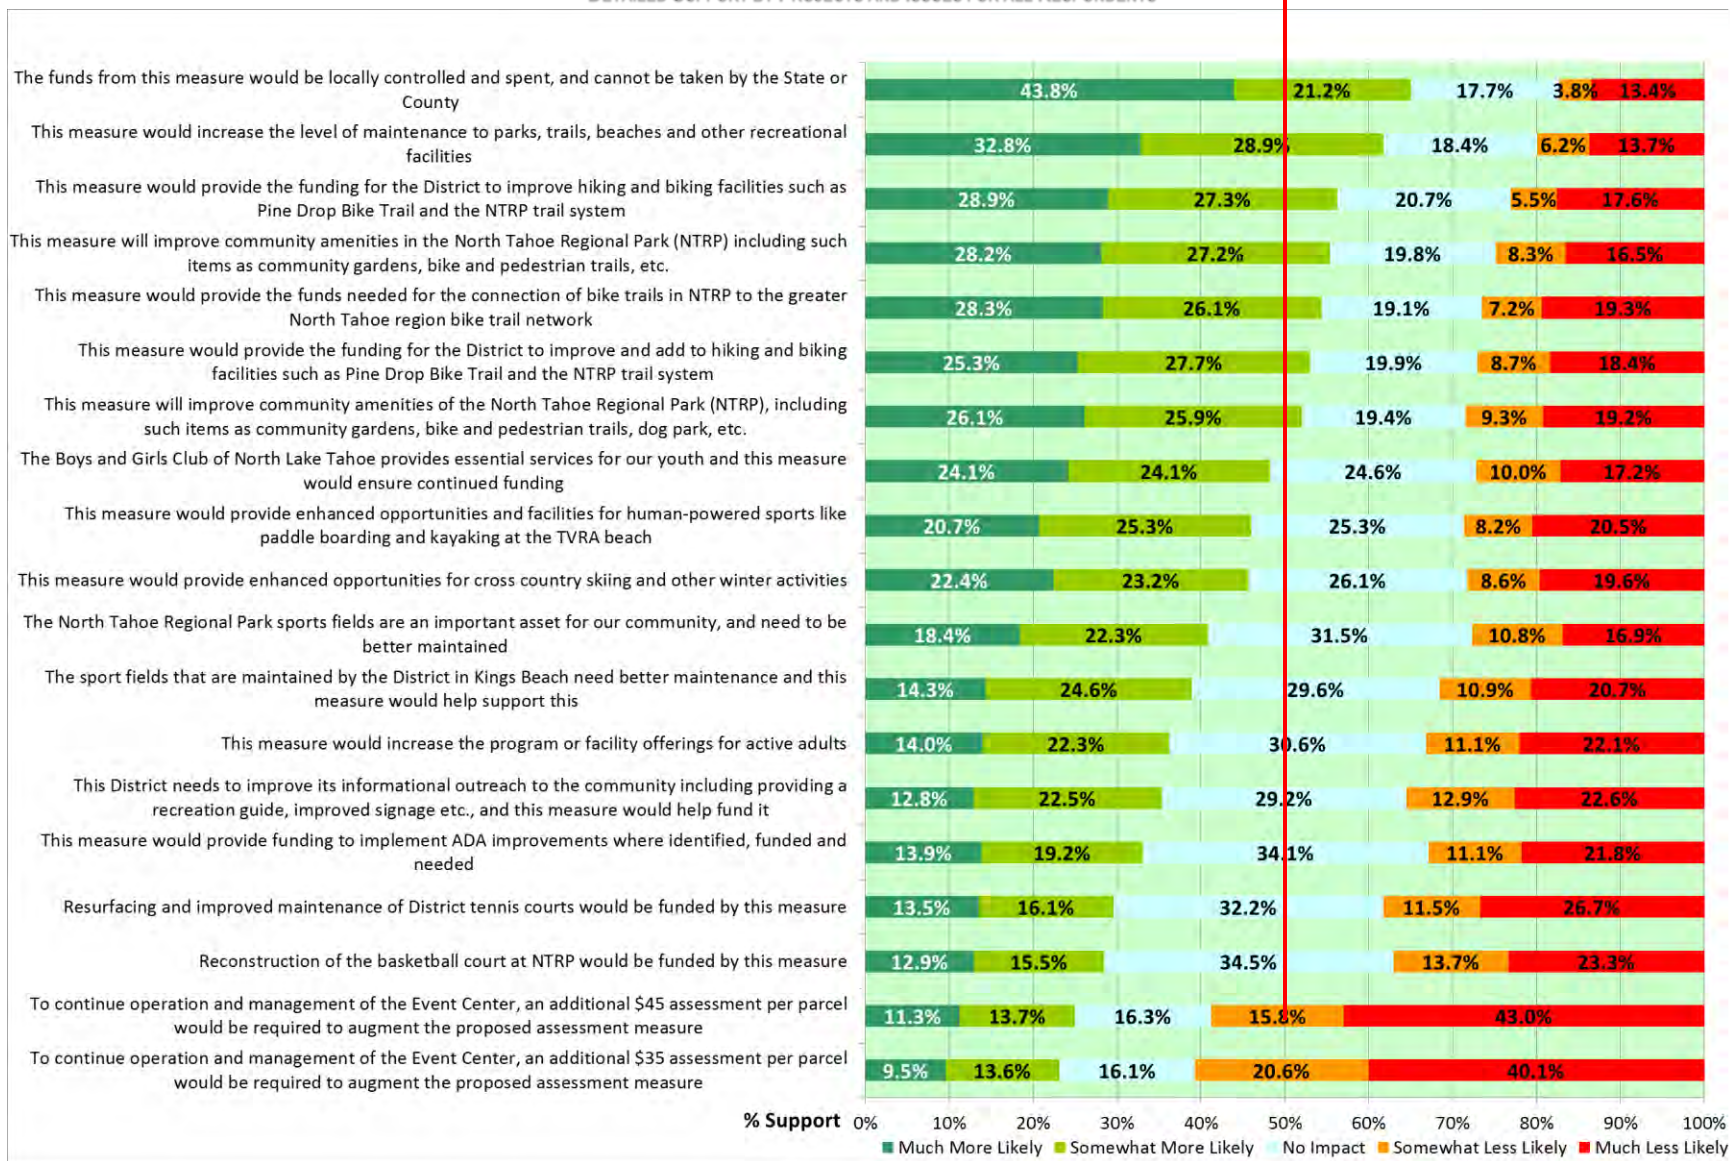 DETAILED SUPPORT BY PROJECTS AND ISSUES FOR ALL RESPONDENTS
The funds from this measure would be locally controlled and spent, and cannot be taken by the State or
County
43.8% 21.2% 17.7% 3.8% 13.4%
This measure would increase the level of maintenance to parks, trails, beaches and other recreational
facilities
32.8% 28.9% 18.4% 6.2% 13.7%
This measure would provide the funding for the District to improve hiking and biking facilities such as
Pine Drop Bike Trail and the NTRP trail system
28.9% 27.3% 20.7% 5.5% 17.6%
This measure will improve community amenities in the North Tahoe Regional Park (NTRP) including such
items as community gardens, bike and pedestrian trails, etc.
28.2% 27.2% 19.8% 8.3% 16.5%
This measure would provide the funds needed for the connection of bike trails in NTRP to the greater
North Tahoe region bike trail network
28.3% 26.1% 19.1% 7.2% 19.3%
This measure would provide the funding for the District to improve and add to hiking and biking
facilities such as Pine Drop Bike Trail and the NTRP trail system
25.3% 27.7% 19.9% 8.7% 18.4%
This measure will improve community amenities of the North Tahoe Regional Park (NTRP), including
such items as community gardens, bike and pedestrian trails, dog park, etc.
26.1% 25.9% 19.4% 9.3% 19.2%
The Boys and Girls Club of North Lake Tahoe provides essential services for our youth and this measure
would ensure continued funding
24.1% 24.1% 24.6% 10.0% 17.2%
This measure would provide enhanced opportunities and facilities for human-powered sports like
paddle boarding and kayaking at the TVRA beach
20.7% 25.3% 25.3% 8.2% 20.5%
This measure would provide enhanced opportunities for cross country skiing and other winter activities
22.4% 23.2% 26.1% 8.6% 19.6%
The North Tahoe Regional Park sports fields are an important asset for our community, and need to be
better maintained
18.4% 22.3% 31.5% 10.8% 16.9%
The sport fields that are maintained by the District in Kings Beach need better maintenance and this
measure would help support this
14.3% 24.6% 29.6% 10.9% 20.7%
This measure would increase the program or facility offerings for active adults
14.0% 22.3% 30.6% 11.1% 22.1%
This District needs to improve its informational outreach to the community including providing a
recreation guide, improved signage etc., and this measure would help fund it
12.8% 22.5% 29.2% 12.9% 22.6%
This measure would provide funding to implement ADA improvements where identified, funded and
needed
13.9% 19.2% 34.1% 11.1% 21.8%
Resurfacing and improved maintenance of District tennis courts would be funded by this measure
13.5% 16.1% 32.2% 11.5% 26.7%
Reconstruction of the basketball court at NTRP would be funded by this measure
12.9% 15.5% 34.5% 13.7% 23.3%
To continue operation and management of the Event Center, an additional $45 assessment per parcel
would be required to augment the proposed assessment measure
11.3% 13.7% 16.3% 15.8% 43.0%
To continue operation and management of the Event Center, an additional $35 assessment per parcel
would be required to augment the proposed assessment measure
9.5% 13.6% 16.1% 20.6% 40.1%
% Support 0% 10% 20% 30% 40% 50% 60% 70% 80% 90% 100%
Much More Likely Somewhat More Likely No Impact Somewhat Less Likely Much Less Likely